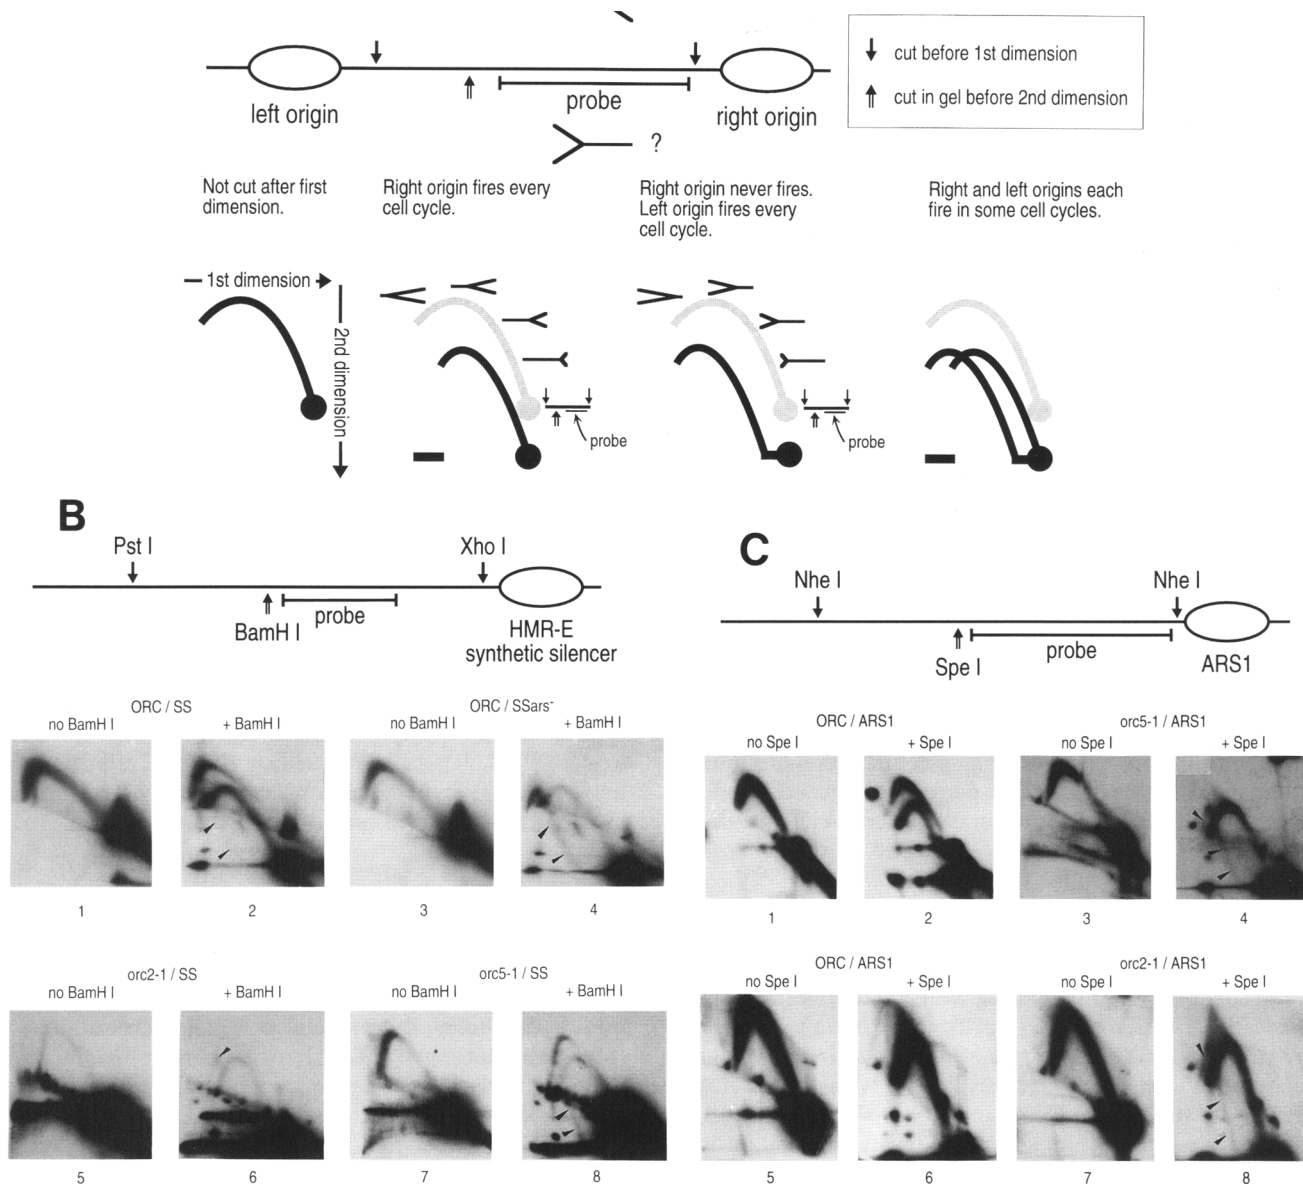 cut before 1st dimension
cut in gel before 2nd dimension
left origin
probe
right origin
?
Not cut after first
dimension.
Right origin fires every
cell cycle.
Right origin never fires.
Left origin fires every
cell cycle.
Right and left origins each
fire in some cell cycles.
1st dimension
2nd dimension
probe
probe
B
Pst I
Xho I
BamH I
probe
HMR-E
synthetic silencer
ORC / SS
no BamH I
+ BamH I
ORC / SSars-
no BamH I
+ BamH I
1
2
3
4
orc2-1 / SS
no BamH I
+ BamH I
orc5-1 / SS
no BamH I
+ BamH I
5
6
7
8
C
Nhe I
Nhe I
Spe I
probe
ARS1
ORC / ARS1
no Spe I
+ Spe I
orc5-1 / ARS1
no Spe I
+ Spe I
1
2
3
4
ORC / ARS1
no Spe I
+ Spe I
orc2-1 / ARS1
no Spe I
+ Spe I
5
6
7
8